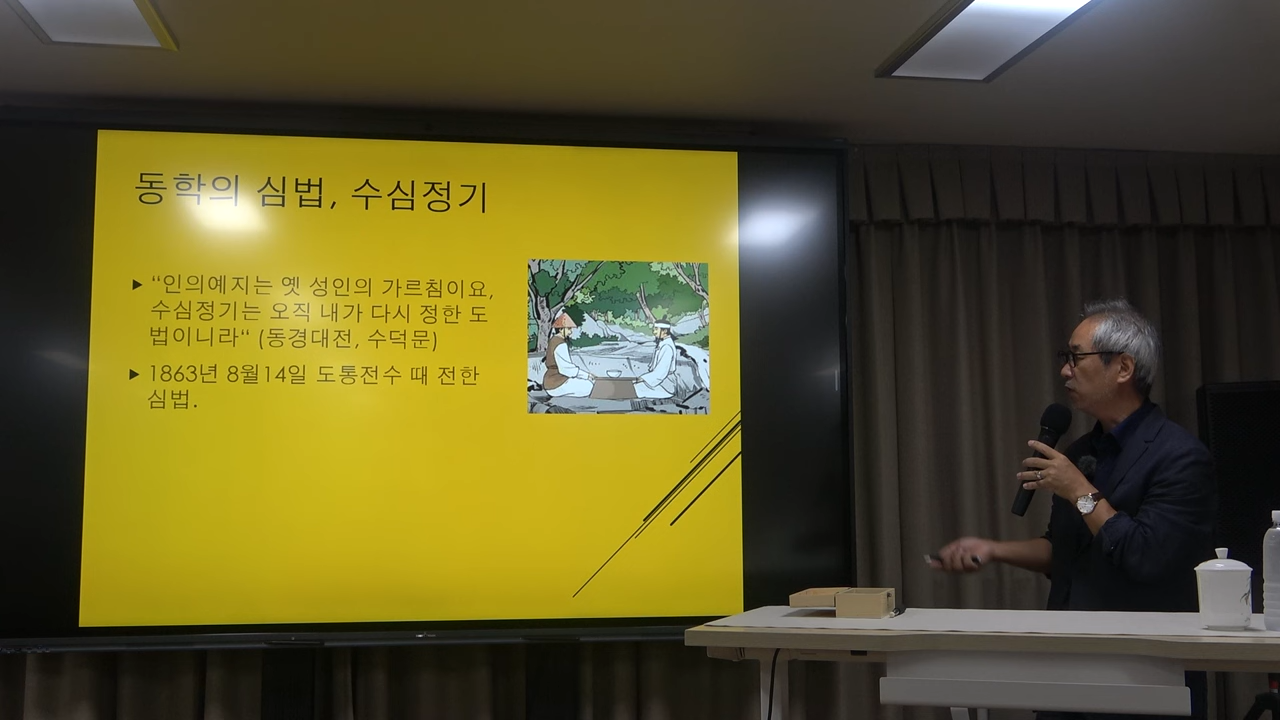 동학의 심법, 수심정기
“인의예지는 옛 성인의 가르침이요,
수심정기는 오직 내가 다시 정한 도
법이니라“ (동경대전, 수덕문)
1863년 8월14일 도통전수 때 전한
심법.